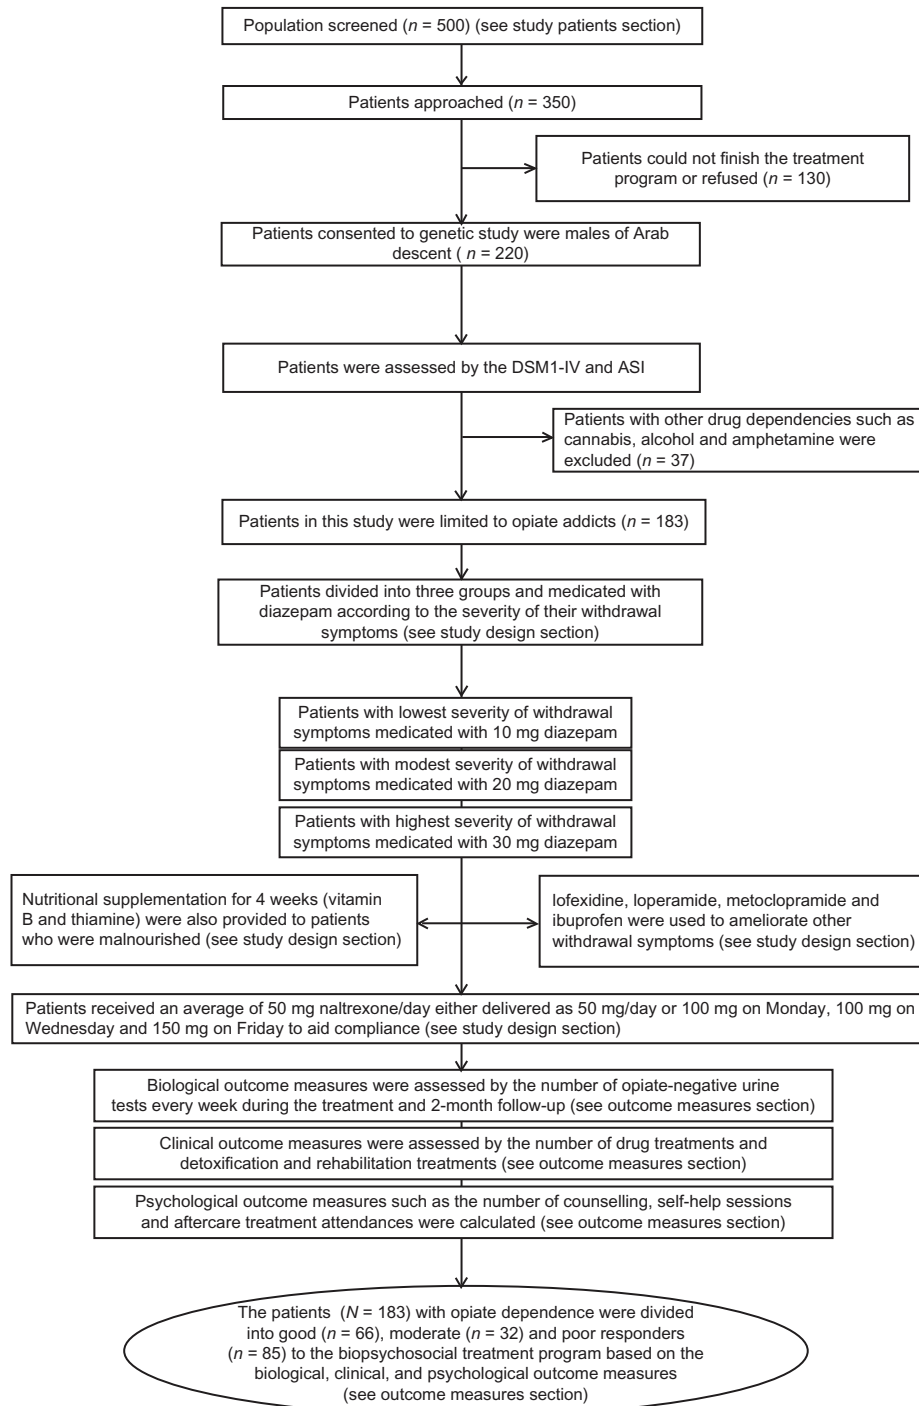 Population screened (n = 500) (see study patients section)
Patients approached (n = 350)
Patients could not finish the treatment
program or refused (n = 130)
Patients consented to genetic study were males of Arab
descent ( n = 220)
Patients were assessed by the DSM1-IV and ASI
Patients with other drug dependencies such as
cannabis, alcohol and amphetamine were
excluded (n = 37)
Patients in this study were limited to opiate addicts (n = 183)
Patients divided into three groups and medicated with
diazepam according to the severity of their withdrawal
symptoms (see study design section)
Patients with lowest severity of withdrawal
symptoms medicated with 10 mg diazepam
Patients with modest severity of withdrawal
symptoms medicated with 20 mg diazepam
Patients with highest severity of withdrawal
symptoms medicated with 30 mg diazepam
Nutritional supplementation for 4 weeks (vitamin
B and thiamine) were also provided to patients
who were malnourished (see study design section)
lofexidine, loperamide, metoclopramide and
ibuprofen were used to ameliorate other
withdrawal symptoms (see study design section)
Patients received an average of 50 mg naltrexone/day either delivered as 50 mg/day or 100 mg on Monday, 100 mg on
Wednesday and 150 mg on Friday to aid compliance (see study design section)
Biological outcome measures were assessed by the number of opiate-negative urine
tests every week during the treatment and 2-month follow-up (see outcome measures section)
Clinical outcome measures were assessed by the number of drug treatments and
detoxification and rehabilitation treatments (see outcome measures section)
Psychological outcome measures such as the number of counselling, self-help sessions
and aftercare treatment attendances were calculated (see outcome measures section)
The patients (N = 183) with opiate dependence were divided
into good (n = 66), moderate (n = 32) and poor responders
(n = 85) to the biopsychosocial treatment program based on the
biological, clinical, and psychological outcome measures
(see outcome measures section)